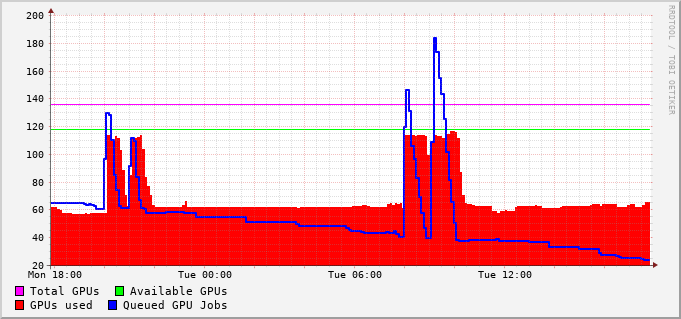 RRDTOOL / TOBI OETIKER
200
180
160
140
120
100
80
60
40
20
Mon 18:00 Tue 00:00 Tue 06:00 Tue 12:00
Total GPUs Available GPUs
GPUs used Queued GPU Jobs